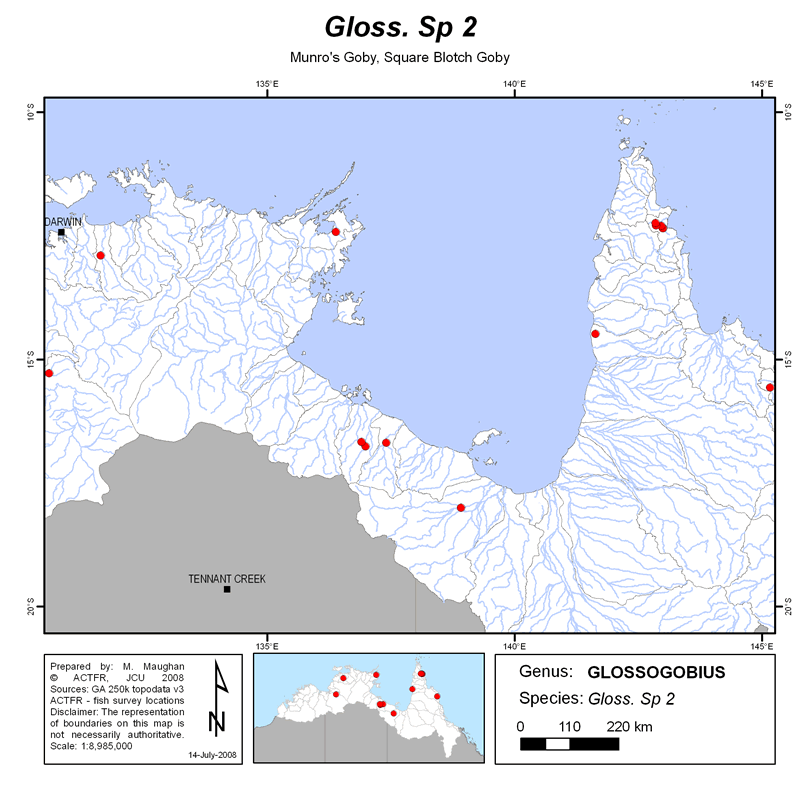 Gloss. Sp 2
Munro's Goby, Square Blotch Goby
135°E
140°E
145°E
10°S
10°S
DARWIN
15°S
15°S
TENNANT CREEK
20°S
20°S
135°E
140°E
145°E
Prepared by: M. Maughan
© ACTFR, JCU 2008
Sources: GA 250k topodata v3
ACTFR - fish survey locations
Disclaimer: The representation
of boundaries on this map is
not necessarily authoritative.
Scale: 1:8,985,000
14-July-2008
N
Genus: GLOSSOGOBIUS
Species: Gloss. Sp 2
0 110 220 km